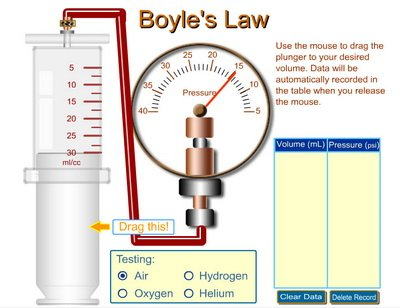 Boyle's Law
Use the mouse to drag the
plunger to your desired
volume. Data will be
automatically recorded in
the table when you release
the mouse.
5
10
15
20
25
30
ml/cc
40
35
30
25
20
15
10
5
Pressure
Volume (mL) Pressure (psi)
Drag this!
Testing:
Air Hydrogen
Oxygen Helium
Clear Data Delete Record